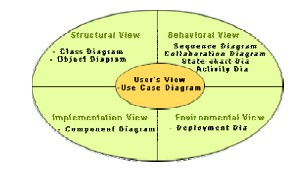 Structural View
- Class Diagram
- Object Diagram
Behavioral View
Sequence Diagram
Collaboration Diagram
State-chart Dia
Activity Dia
User's View
-Use Case Diagram
Implementation View
- Component Diagram
Environmental View
- Deployment Dia